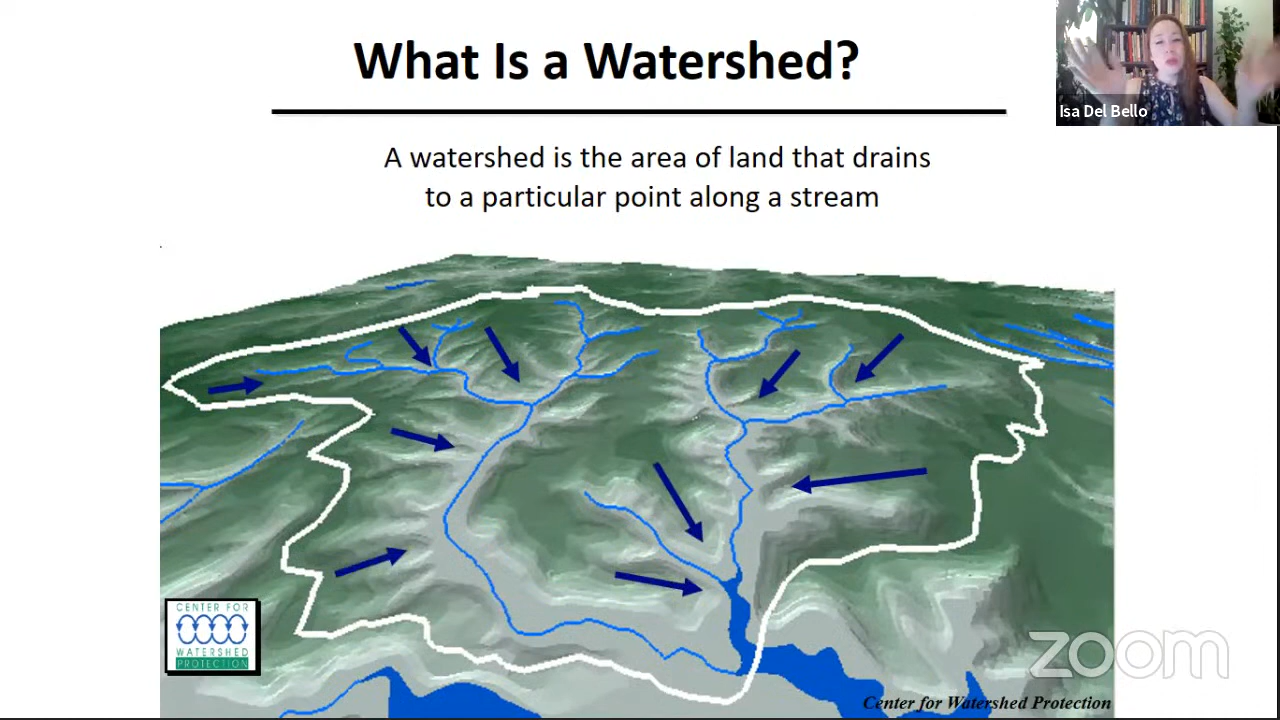 What Is a Watershed?
Isa Del Bello
A watershed is the area of land that drains
to a particular point along a stream
CENTER FOR
WATERSHED
PROTECTION
zoom
Center for Watershed Protection